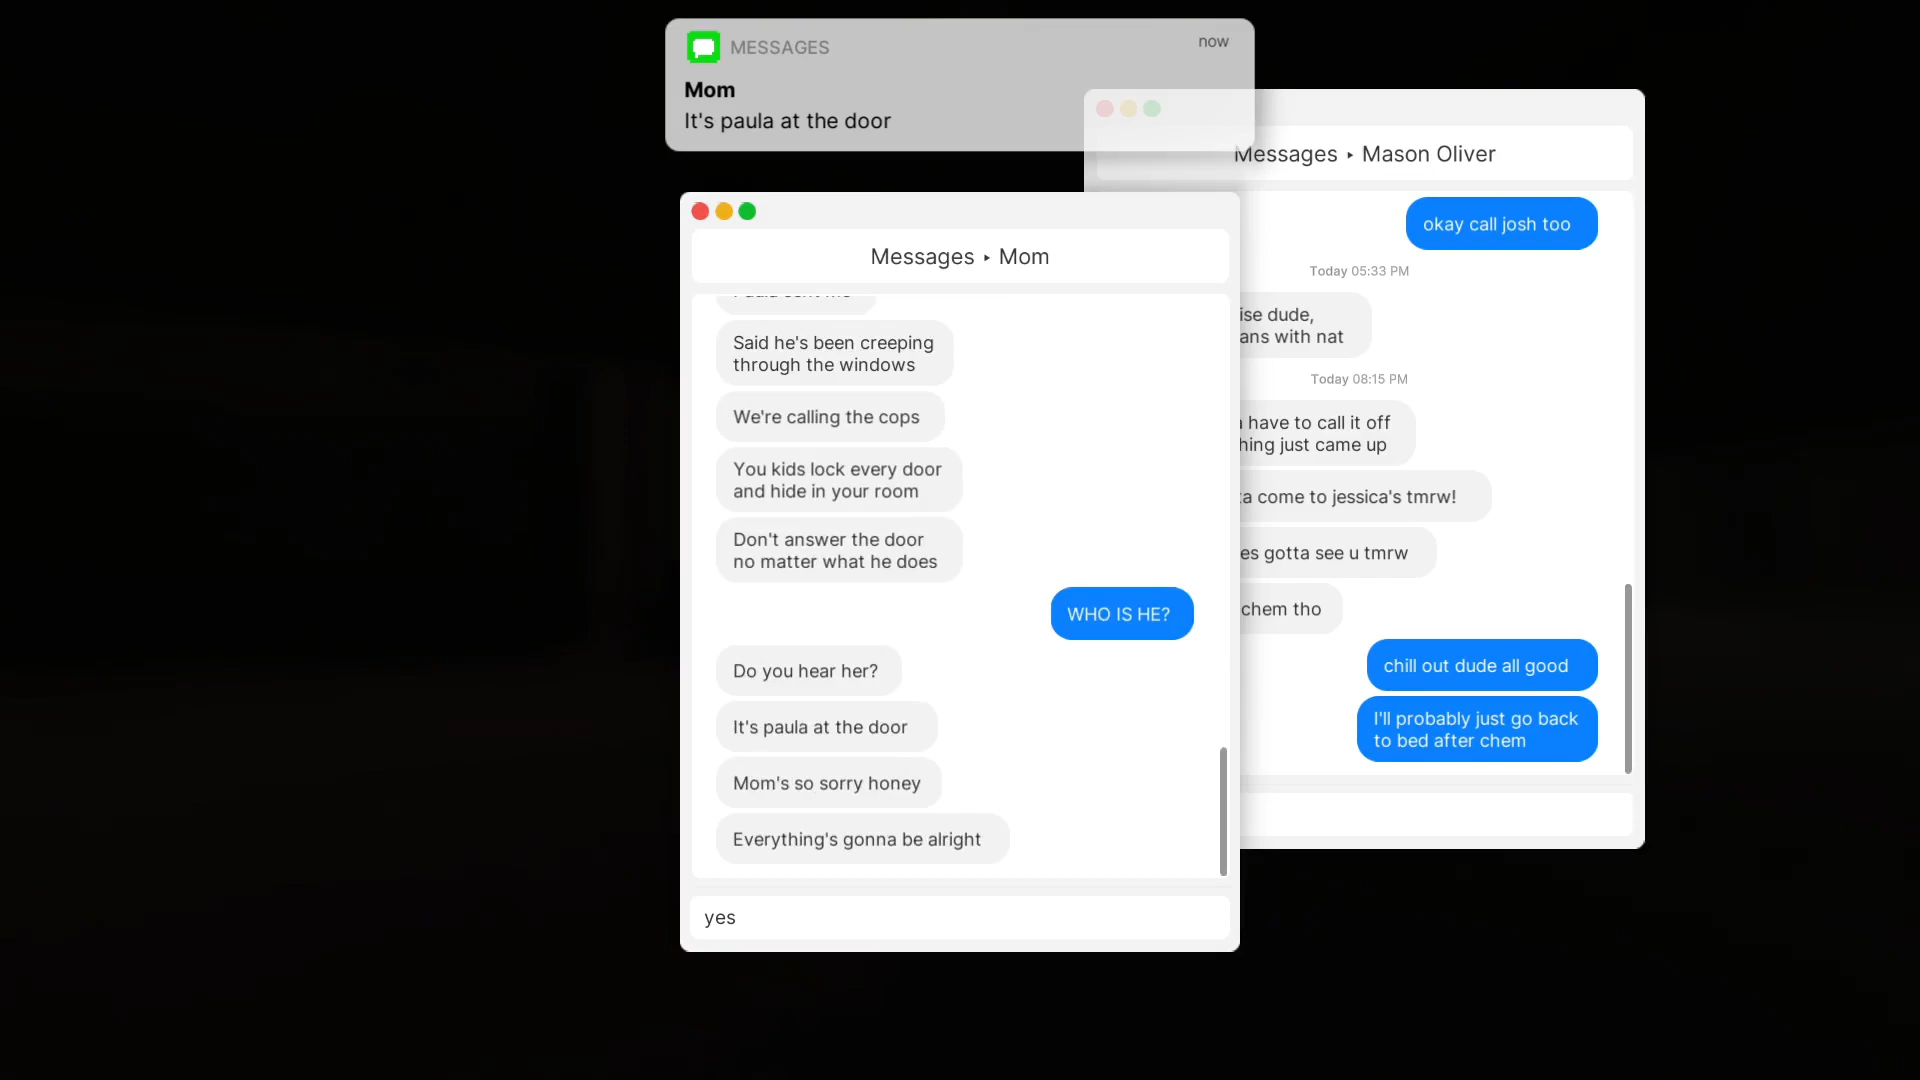 MESSAGES
now
Mom
It's paula at the door
Messages ‣ Mason Oliver
okay call josh too
Today 05:33 PM
ise dude,
ans with nat
Today 08:15 PM
have to call it off
hing just came up
ta come to jessica's tmrw!
es gotta see u tmrw
chem tho
chill out dude all good
I'll probably just go back
to bed after chem
Messages ‣ Mom
Said he's been creeping
through the windows
We're calling the cops
You kids lock every door
and hide in your room
Don't answer the door
no matter what he does
WHO IS HE?
Do you hear her?
It's paula at the door
Mom's so sorry honey
Everything's gonna be alright
yes